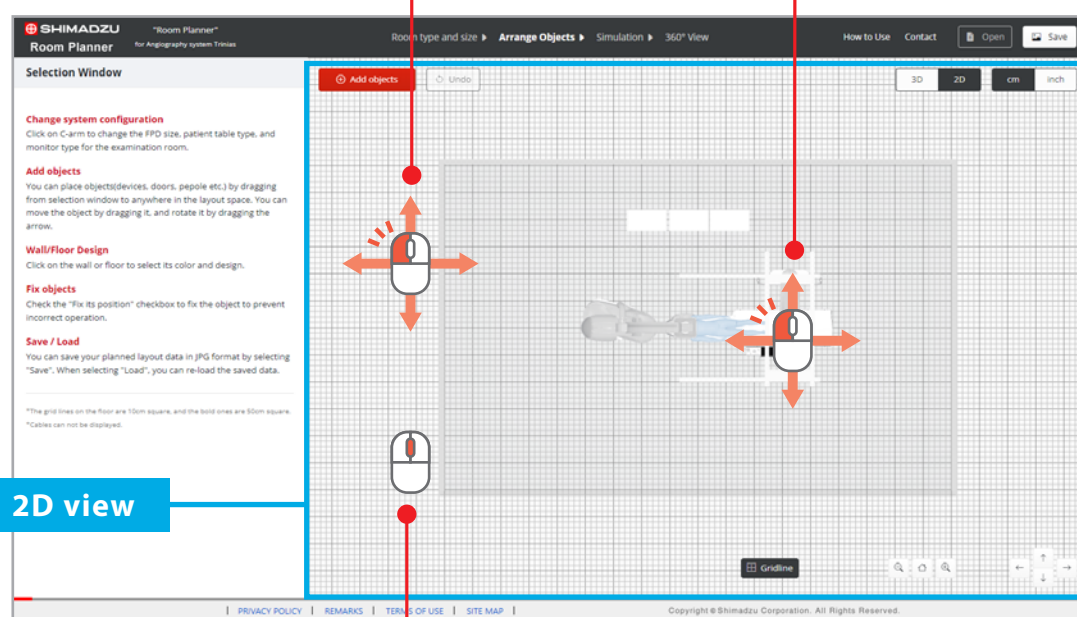 SHIMADZU
Room Planner
"Room Planner"
for Angiography system Trinias
Room type and size
Arrange Objects
Simulation
360° View
How to Use
Contact
Open
Save
Selection Window
Change system configuration
Click on C-arm to change the FPD size, patient table type, and
monitor type for the examination room.
Add objects
You can place objects(devices, doors, pepole etc.) by dragging
from selection window to anywhere in the layout space. You can
move the object by dragging it, and rotate it by dragging the
arrow.
Wall/Floor Design
Click on the wall or floor to select its color and design.
Fix objects
Check the "Fix its position" checkbox to fix the object to prevent
incorrect operation.
Save / Load
You can save your planned layout data in JPG format by selecting
"Save". When selecting "Load", you can re-load the saved data.
*The grid lines on the floor are 10cm square, and the bold ones are 50cm square.
*Cables can not be displayed.
2D view
Add objects
Undo
3D
2D
cm
inch
Gridline
PRIVACY POLICY
REMARKS
TERMS OF USE
SITE MAP
Copyright © Shimadzu Corporation. All Rights Reserved.